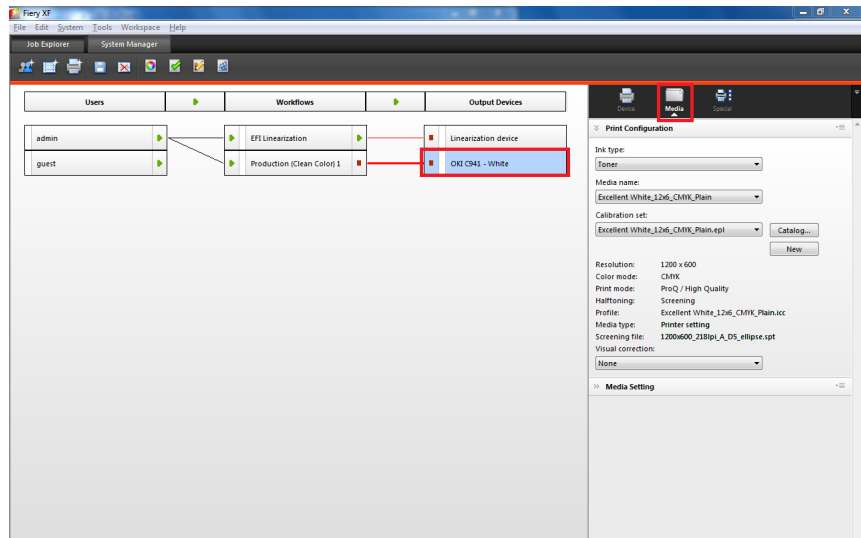 Fiery XF
File Edit System Tools Workspace Help
Job Explorer System Manager
Users Workflows Output Devices
admin EFI Linearization Linearization device
guest Production (Clean Color) 1 OKI C941 - White
Device Media Special
Print Configuration
Ink type:
Toner
Media name:
Excellent White_12x6_CMYK_Plain
Calibration set:
Excellent White_12x6_CMYK_Plain.epl Catalog...
New
Resolution: 1200 x 600
Color mode: CMYK
Print mode: ProQ / High Quality
Halftoning: Screening
Profile: Excellent White_12x6_CMYK_Plain.icc
Media type: Printer setting
Screening file: 1200x600_218lpi_A_D5_ellipse.spt
Visual correction:
None
Media Setting